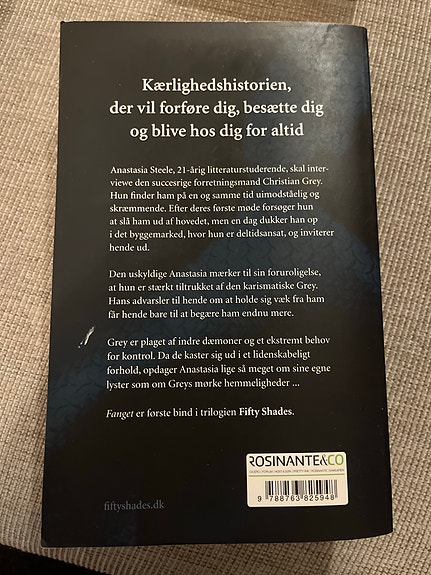 Kærlighedshistorien,
der vil forføre dig, besætte dig
og blive hos dig for altid
Anastasia Steele, 21-årig litteraturstuderende, skal inter-
viewe den succesrige forretningsmand Christian Grey.
Hun finder ham på en og samme tid uimodståelig og
skræmmende. Efter deres første møde forsøger hun
at slå ham ud af hovedet, men en dag dukker han op
i det byggemarked, hvor hun er deltidsansat, og inviterer
hende ud.
Den uskyldige Anastasia mærker til sin foruroligelse,
at hun er stærkt tiltrukket af den karismatiske Grey.
Hans advarsler til hende om at holde sig væk fra ham
får hende bare til at begære ham endnu mere.
Grey er plaget af indre dæmoner og et ekstremt behov
for kontrol. Da de kaster sig ud i et lidenskabeligt
forhold, opdager Anastasia lige så meget om sine egne
lyster som om Greys mørke hemmeligheder ...
Fanget er første bind i trilogien Fifty Shades.
ROSINANTE&CO
9 788763 825948
fiftyshades.dk